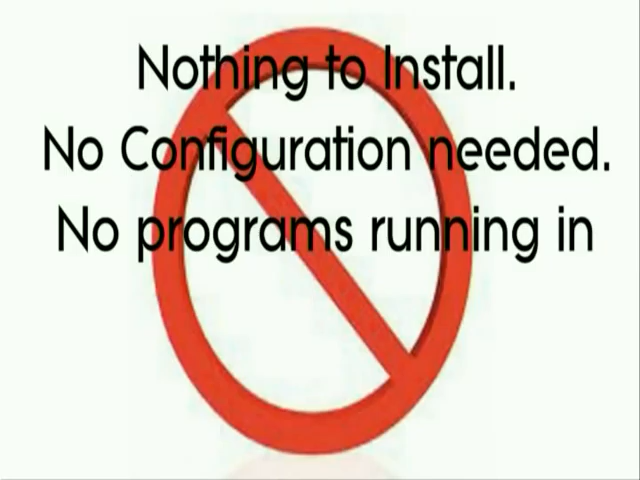 Nothing to Install.
No Configuration needed.
No programs running in